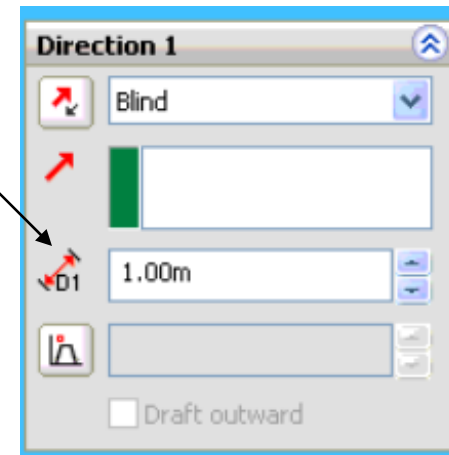 Direction 1
Blind
D1
1.00m
Draft outward